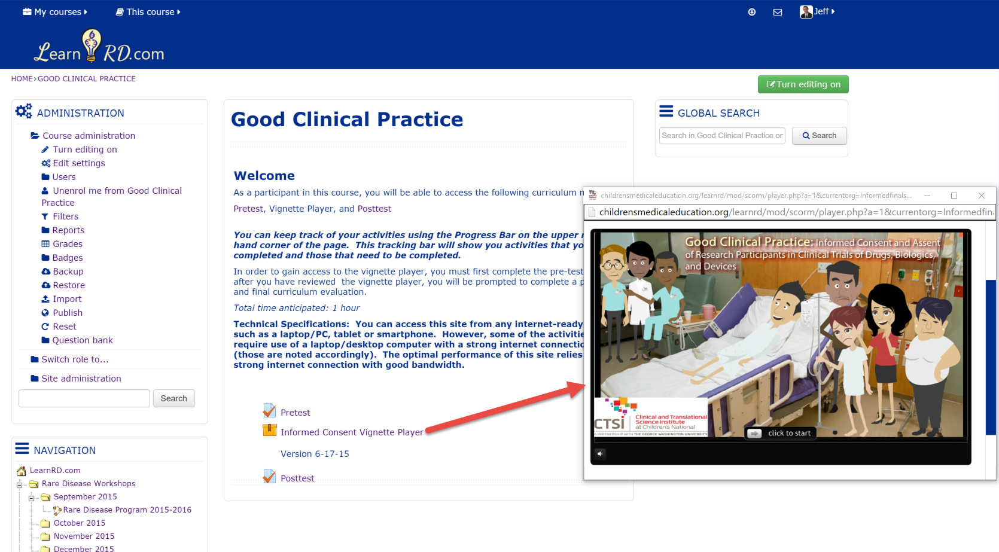 My courses
This course
Jeff
Learn RD.com
HOME › GOOD CLINICAL PRACTICE
Turn editing on
ADMINISTRATION
Course administration
Turn editing on
Edit settings
Users
Unenrol me from Good Clinical
Practice
Filters
Reports
Grades
Badges
Backup
Restore
Import
Publish
Reset
Question bank
Switch role to...
Site administration
Search
NAVIGATION
LearnRD.com
Rare Disease Workshops
September 2015
Rare Disease Program 2015-2016
October 2015
November 2015
December 2015
Good Clinical Practice
Welcome
As a participant in this course, you will be able to access the following curriculum
Pretest, Vignette Player, and Posttest
You can keep track of your activities using the Progress Bar on the upper
hand corner of the page.  This tracking bar will show you activities that yo
completed and those that need to be completed.
In order to gain access to the vignette player, you must first complete the pre-test
after you have reviewed  the vignette player, you will be prompted to complete a p
and final curriculum evaluation.
Total time anticipated: 1 hour
Technical Specifications:  You can access this site from any internet-ready
such as a laptop/PC, tablet or smartphone.  However, some of the activitie
require use of a laptop/desktop computer with a strong internet connectio
(those are noted accordingly).  The optimal performance of this site relies
strong internet connection with good bandwidth.
Pretest
Informed Consent Vignette Player
Version 6-17-15
Posttest
GLOBAL SEARCH
Search in Good Clinical Practice or
Search
childrensmedicaleducation.org/learnrd/mod/scorm/player.php?a=1&currentorg=Informedfinals...
childrensmedicaleducation.org/learnrd/mod/scorm/player.php?a=1&currentorg=Informedfin
Good Clinical Practice: Informed Consent and Assent
of Research Participants in Clinical Trials of Drugs, Biologics,
and Devices
CTSI
Clinical and Translational
Science Institute
at Children's National
A PARTNERSHIP WITH THE GEORGE WASHINGTON UNIVERSITY
click to start